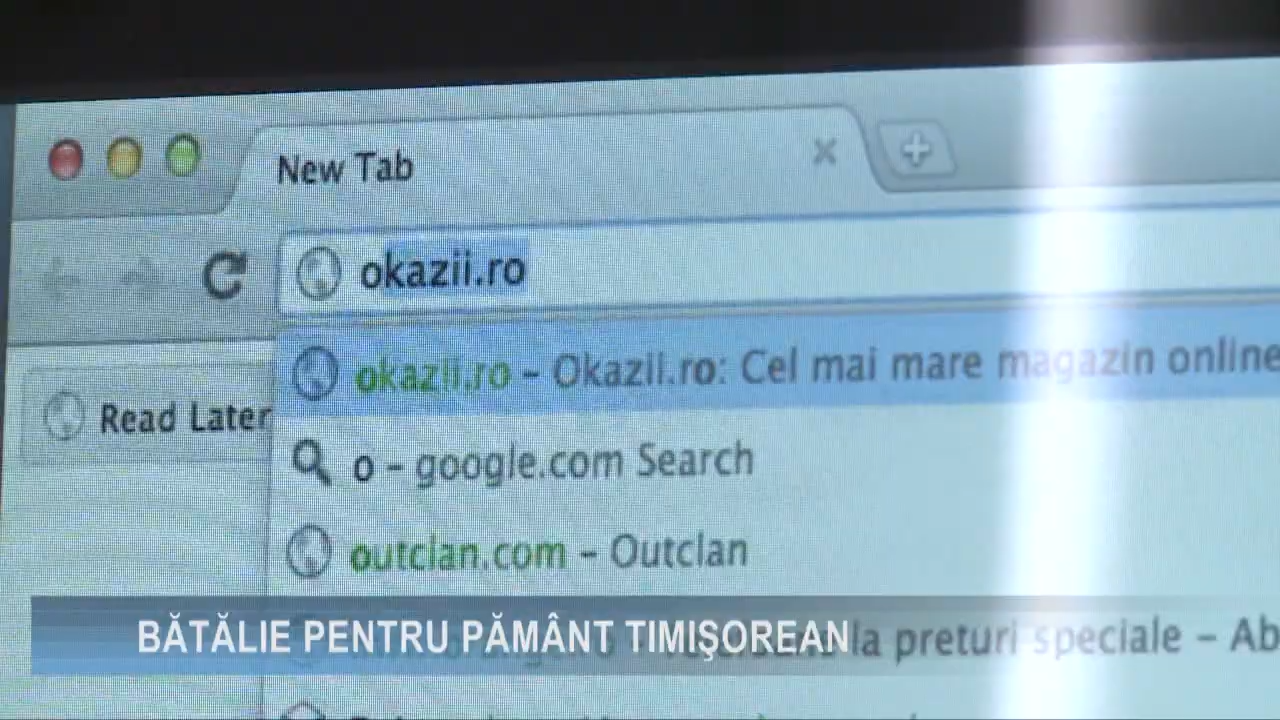 New Tab
okazii.ro
okazii.ro – Okazii.ro: Cel mai mare magazin online
Read Later
o – google.com Search
outclan.com – Outclan
BĂTĂLIE PENTRU PĂMÂNT TIMIŞOREAN
la preturi speciale – Ab